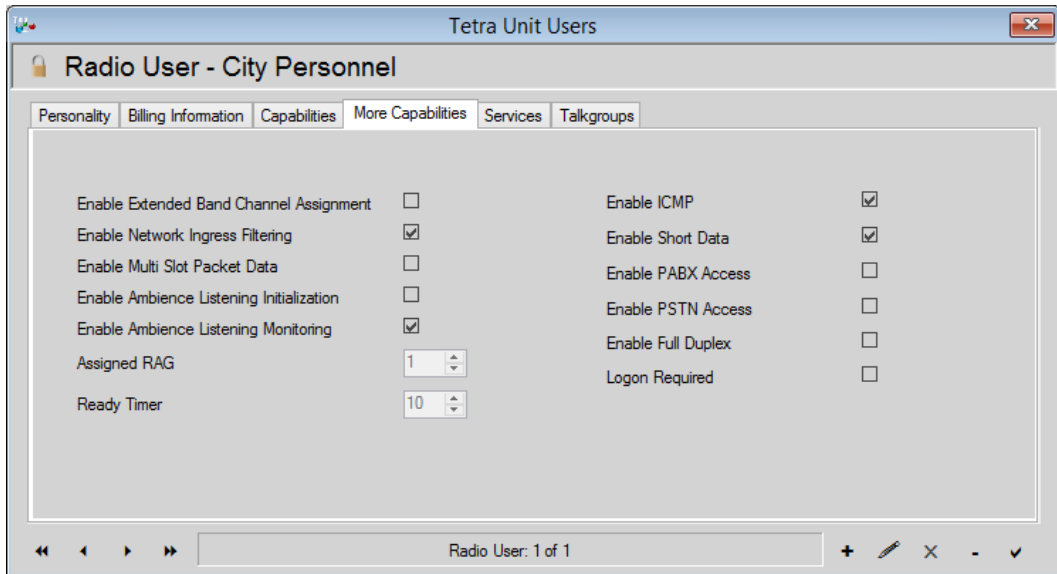 Tetra Unit Users
Radio User - City Personnel
Personality Billing Information Capabilities More Capabilities Services Talkgroups
Enable Extended Band Channel Assignment
Enable Network Ingress Filtering
Enable Multi Slot Packet Data
Enable Ambience Listening Initialization
Enable Ambience Listening Monitoring
Assigned RAG 1
Ready Timer 10
Enable ICMP
Enable Short Data
Enable PABX Access
Enable PSTN Access
Enable Full Duplex
Logon Required
Radio User: 1 of 1